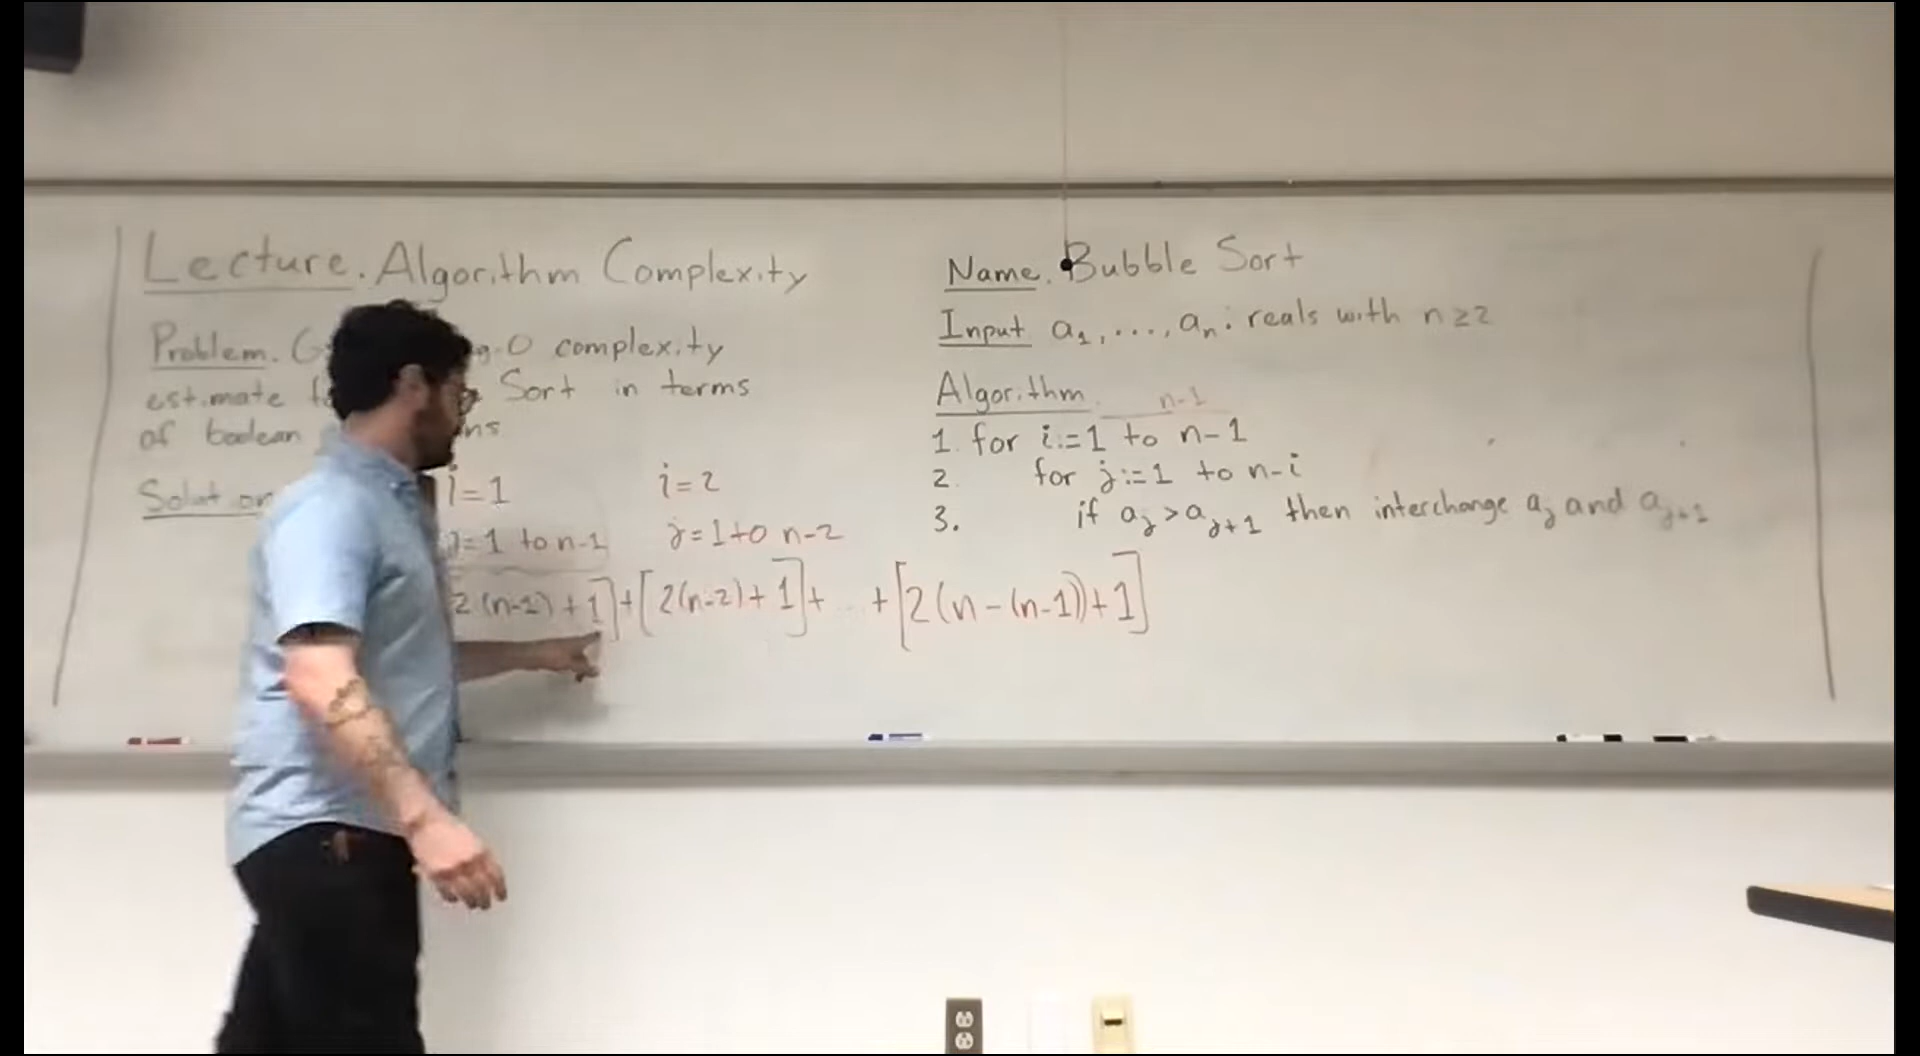 Lecture. Algorithm Complexity
Problem. G g-O complexity
estimate f Sort in terms
of boolean ns
Solution
i=1 i=2
j=1 to n-1 j=1 to n-2
2(n-1)+1]+[2(n-2)+1]+ ... +[2(n-(n-1))+1]
Name. Bubble Sort
Input a₁, ..., aₙ: reals with n≥2
Algorithm. n-1
1. for i:=1 to n-1
2. for j:=1 to n-i
3. if aⱼ > aⱼ₊₁ then interchange aⱼ and aⱼ₊₁